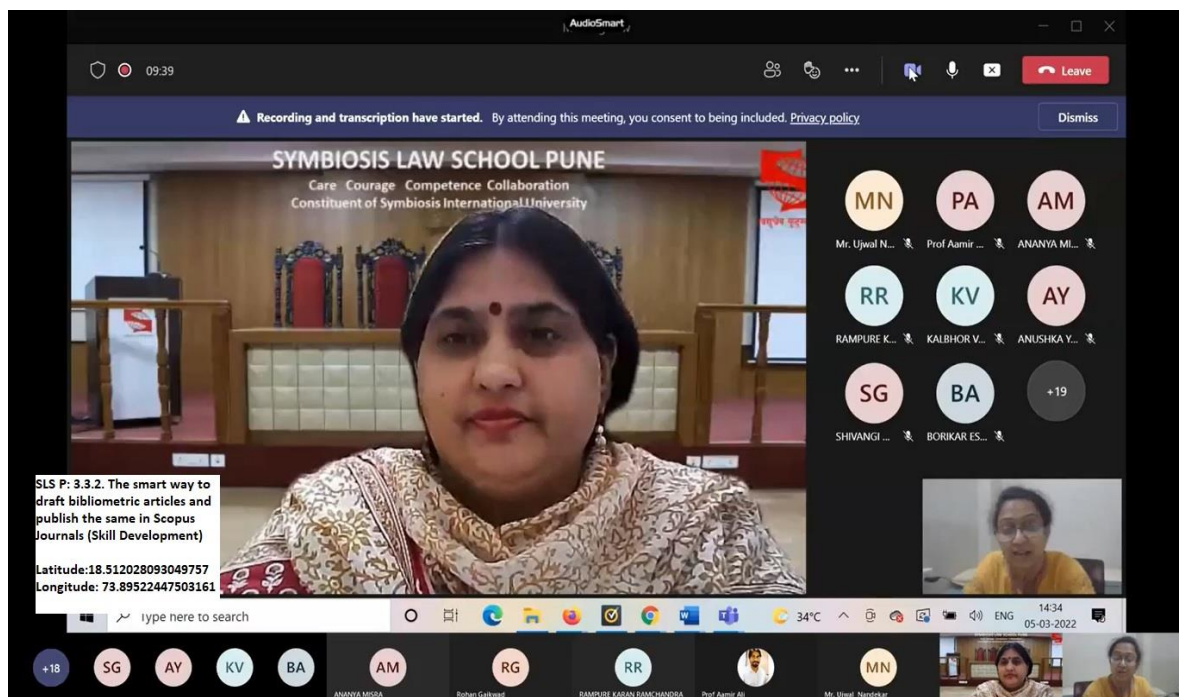 AudioSmart
09:39
Leave
Recording and transcription have started. By attending this meeting, you consent to being included. Privacy policy
Dismiss
SYMBIOSIS LAW SCHOOL PUNE
Care Courage Competence Collaboration
Constituent of Symbiosis International University
MN
PA
AM
Mr. Ujwal N...
Prof Aamir ...
ANANYA MI...
RR
KV
AY
RAMPURE K...
KALBHOR V...
ANUSHKA Y...
SG
BA
+19
SHIVANGI ...
BORIKAR ES...
SLS P: 3.3.2. The smart way to
draft bibliometric articles and
publish the same in Scopus
Journals (Skill Development)
Latitude:18.512028093049757
Longitude: 73.89522447503161
Type here to search
34°C
ENG
14:34
05-03-2022
+18
SG
AY
KV
BA
AM
RG
RR
MN
ANANYA MISRA
Rohan Gaikwad
RAMPURE KARAN RAMCHANDRA
Prof Aamir Ali
Mr. Ujwal Nandekar